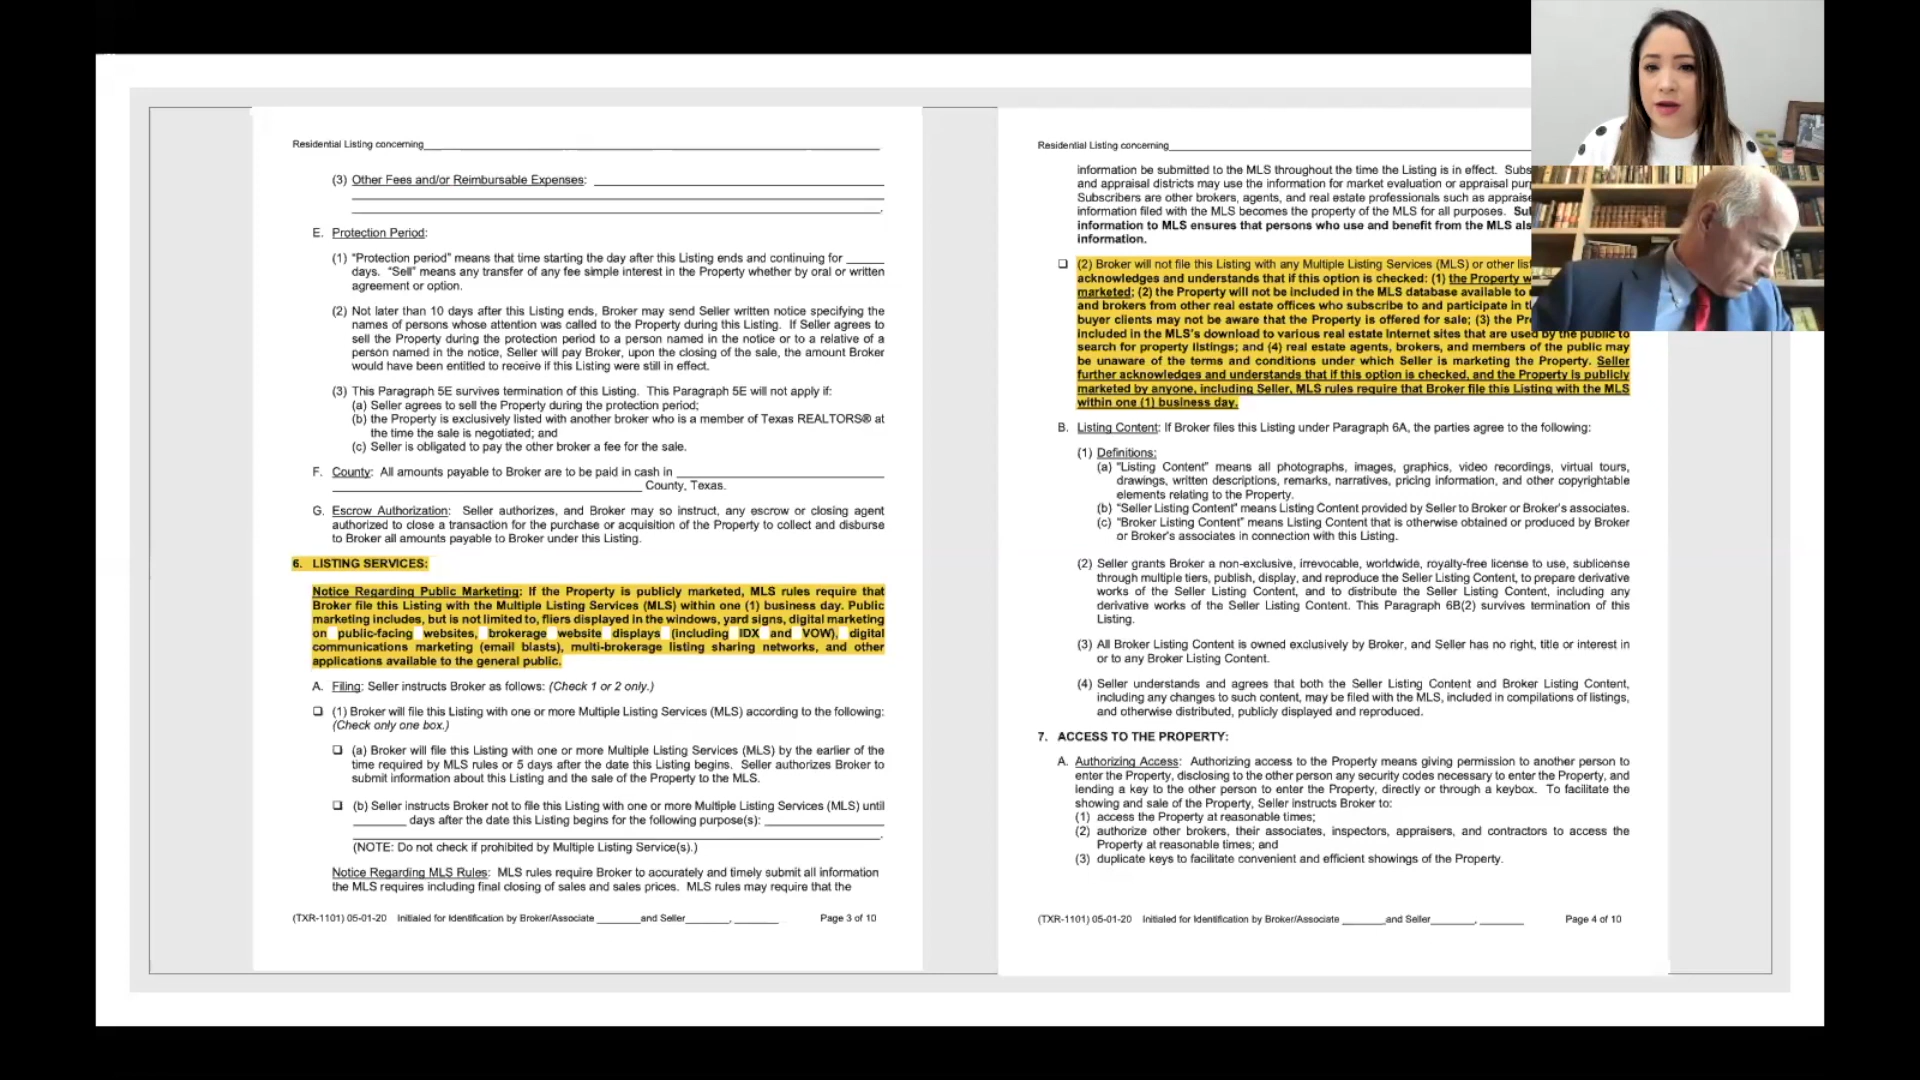 Residential Listing concerning
(3) Other Fees and/or Reimbursable Expenses:
E. Protection Period:
(1) "Protection period" means that time starting the day after this Listing ends and continuing for ______
days. "Sell" means any transfer of any fee simple interest in the Property whether by oral or written
agreement or option.
(2) Not later than 10 days after this Listing ends, Broker may send Seller written notice specifying the
names of persons whose attention was called to the Property during this Listing. If Seller agrees to
sell the Property during the protection period to a person named in the notice or to a relative of a
person named in the notice, Seller will pay Broker, upon the closing of the sale, the amount Broker
would have been entitled to receive if this Listing were still in effect.
(3) This Paragraph 5E survives termination of this Listing. This Paragraph 5E will not apply if:
(a) Seller agrees to sell the Property during the protection period;
(b) the Property is exclusively listed with another broker who is a member of Texas REALTORS® at
the time the sale is negotiated; and
(c) Seller is obligated to pay the other broker a fee for the sale.
F. County: All amounts payable to Broker are to be paid in cash in
County, Texas.
G. Escrow Authorization: Seller authorizes, and Broker may so instruct, any escrow or closing agent
authorized to close a transaction for the purchase or acquisition of the Property to collect and disburse
to Broker all amounts payable to Broker under this Listing.
6. LISTING SERVICES:
Notice Regarding Public Marketing: If the Property is publicly marketed, MLS rules require that
Broker file this Listing with the Multiple Listing Services (MLS) within one (1) business day. Public
marketing includes, but is not limited to, fliers displayed in the windows, yard signs, digital marketing
on public-facing websites, brokerage website displays (including IDX and VOW), digital
communications marketing (email blasts), multi-brokerage listing sharing networks, and other
applications available to the general public.
A. Filing: Seller instructs Broker as follows: (Check 1 or 2 only.)
❑ (1) Broker will file this Listing with one or more Multiple Listing Services (MLS) according to the following:
(Check only one box.)
❑ (a) Broker will file this Listing with one or more Multiple Listing Services (MLS) by the earlier of the
time required by MLS rules or 5 days after the date this Listing begins. Seller authorizes Broker to
submit information about this Listing and the sale of the Property to the MLS.
❑ (b) Seller instructs Broker not to file this Listing with one or more Multiple Listing Services (MLS) until
________ days after the date this Listing begins for the following purpose(s):
(NOTE: Do not check if prohibited by Multiple Listing Service(s).)
Notice Regarding MLS Rules: MLS rules require Broker to accurately and timely submit all information
the MLS requires including final closing of sales and sales prices. MLS rules may require that the
(TXR-1101) 05-01-20 Initialed for Identification by Broker/Associate ________ and Seller ________, ________ Page 3 of 10
Residential Listing concerning
information be submitted to the MLS throughout the time the Listing is in effect. Subs
and appraisal districts may use the information for market evaluation or appraisal pur
Subscribers are other brokers, agents, and real estate professionals such as appraise
information filed with the MLS becomes the property of the MLS for all purposes. Su
information to MLS ensures that persons who use and benefit from the MLS als
information.
❑ (2) Broker will not file this Listing with any Multiple Listing Services (MLS) or other list
acknowledges and understands that if this option is checked: (1) the Property w
marketed; (2) the Property will not be included in the MLS database available to
and brokers from other real estate offices who subscribe to and participate in t
buyer clients may not be aware that the Property is offered for sale; (3) the Pr
included in the MLS's download to various real estate Internet sites that are used by the public to
search for property listings; and (4) real estate agents, brokers, and members of the public may
be unaware of the terms and conditions under which Seller is marketing the Property. Seller
further acknowledges and understands that if this option is checked, and the Property is publicly
marketed by anyone, including Seller, MLS rules require that Broker file this Listing with the MLS
within one (1) business day.
B. Listing Content: If Broker files this Listing under Paragraph 6A, the parties agree to the following:
(1) Definitions:
(a) "Listing Content" means all photographs, images, graphics, video recordings, virtual tours,
drawings, written descriptions, remarks, narratives, pricing information, and other copyrightable
elements relating to the Property.
(b) "Seller Listing Content" means Listing Content provided by Seller to Broker or Broker's associates.
(c) "Broker Listing Content" means Listing Content that is otherwise obtained or produced by Broker
or Broker's associates in connection with this Listing.
(2) Seller grants Broker a non-exclusive, irrevocable, worldwide, royalty-free license to use, sublicense
through multiple tiers, publish, display, and reproduce the Seller Listing Content, to prepare derivative
works of the Seller Listing Content, and to distribute the Seller Listing Content, including any
derivative works of the Seller Listing Content. This Paragraph 6B(2) survives termination of this
Listing.
(3) All Broker Listing Content is owned exclusively by Broker, and Seller has no right, title or interest in
or to any Broker Listing Content.
(4) Seller understands and agrees that both the Seller Listing Content and Broker Listing Content,
including any changes to such content, may be filed with the MLS, included in compilations of listings,
and otherwise distributed, publicly displayed and reproduced.
7. ACCESS TO THE PROPERTY:
A. Authorizing Access: Authorizing access to the Property means giving permission to another person to
enter the Property, disclosing to the other person any security codes necessary to enter the Property, and
lending a key to the other person to enter the Property, directly or through a keybox. To facilitate the
showing and sale of the Property, Seller instructs Broker to:
(1) access the Property at reasonable times;
(2) authorize other brokers, their associates, inspectors, appraisers, and contractors to access the
Property at reasonable times; and
(3) duplicate keys to facilitate convenient and efficient showings of the Property.
(TXR-1101) 05-01-20 Initialed for Identification by Broker/Associate ________ and Seller ________, ________ Page 4 of 10